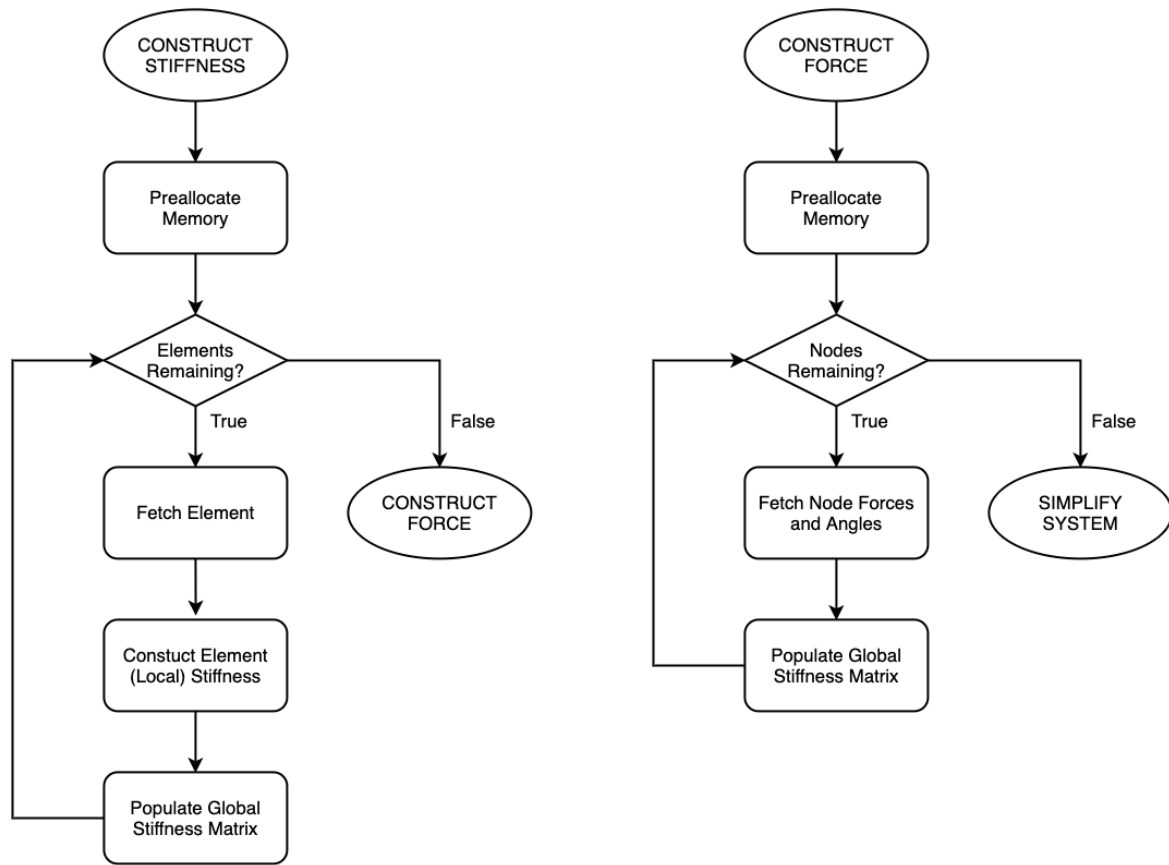 CONSTRUCT
STIFFNESS
Preallocate
Memory
Elements
Remaining?
True
False
Fetch Element
CONSTRUCT
FORCE
Constuct Element
(Local) Stiffness
Populate Global
Stiffness Matrix
CONSTRUCT
FORCE
Preallocate
Memory
Nodes
Remaining?
True
False
Fetch Node Forces
and Angles
SIMPLIFY
SYSTEM
Populate Global
Stiffness Matrix